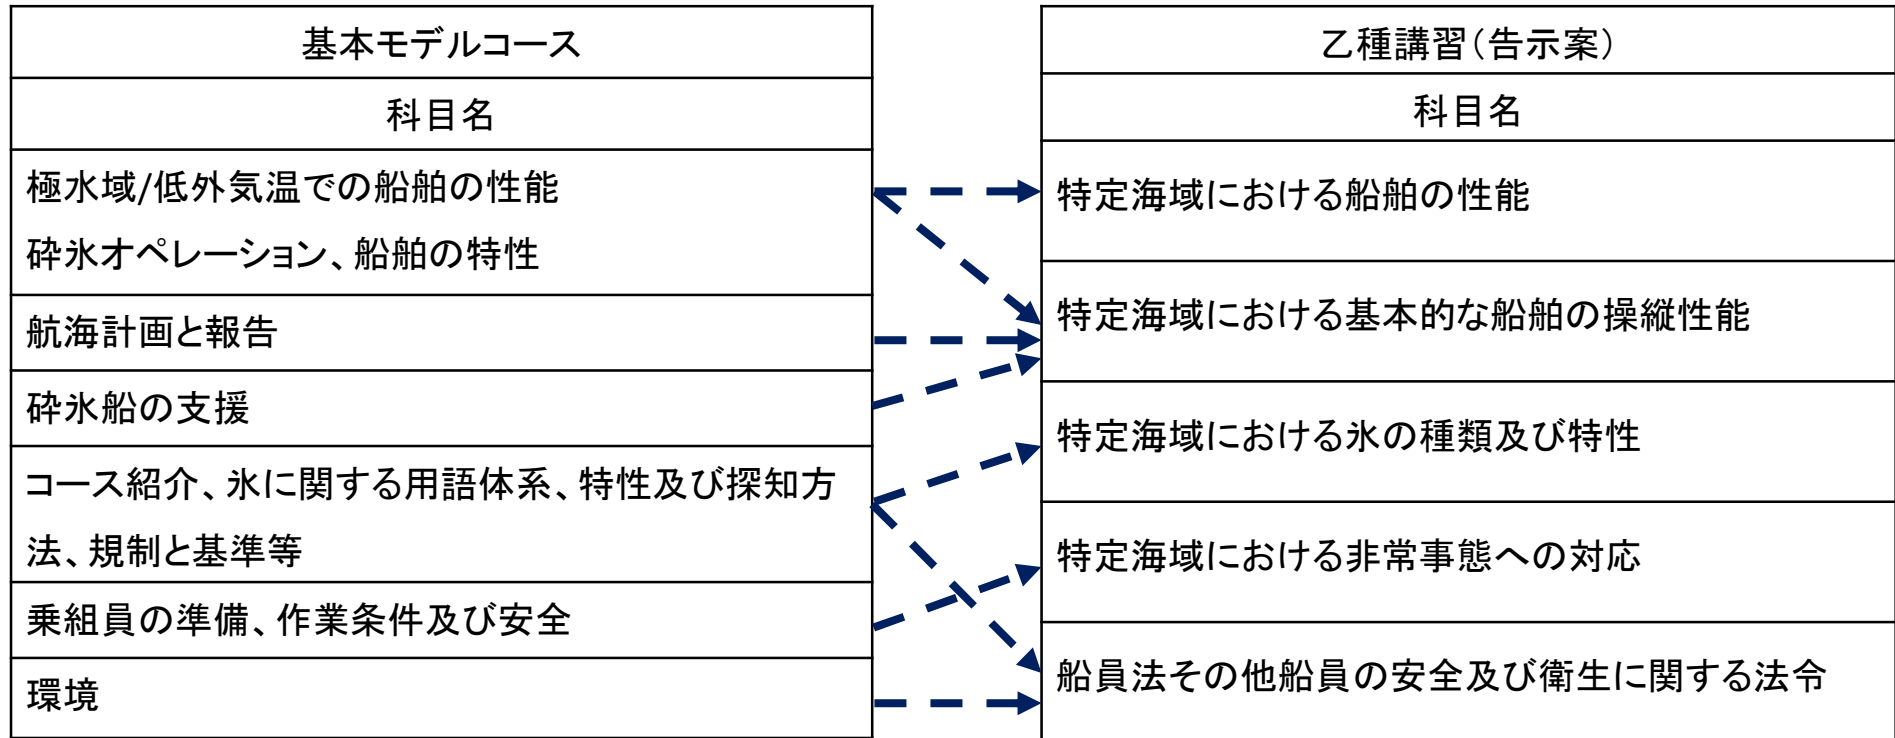 基本モデルコース
科目名
極水域/低外気温での船舶の性能
砕氷オペレーション、船舶の特性
航海計画と報告
砕氷船の支援
コース紹介、氷に関する用語体系、特性及び探知方
法、規制と基準等
乗組員の準備、作業条件及び安全
環境
乙種講習(告示案)
科目名
特定海域における船舶の性能
特定海域における基本的な船舶の操縦性能
特定海域における氷の種類及び特性
特定海域における非常事態への対応
船員法その他船員の安全及び衛生に関する法令